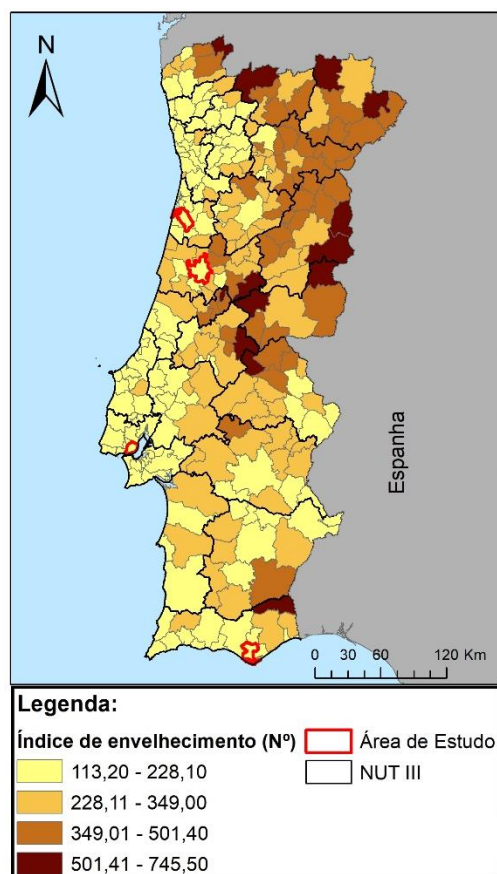 N
Espanha
0 30 60 120 Km
Legenda:
Índice de envelhecimento (Nº)
113,20 - 228,10
228,11 - 349,00
349,01 - 501,40
501,41 - 745,50
Área de Estudo
NUT III